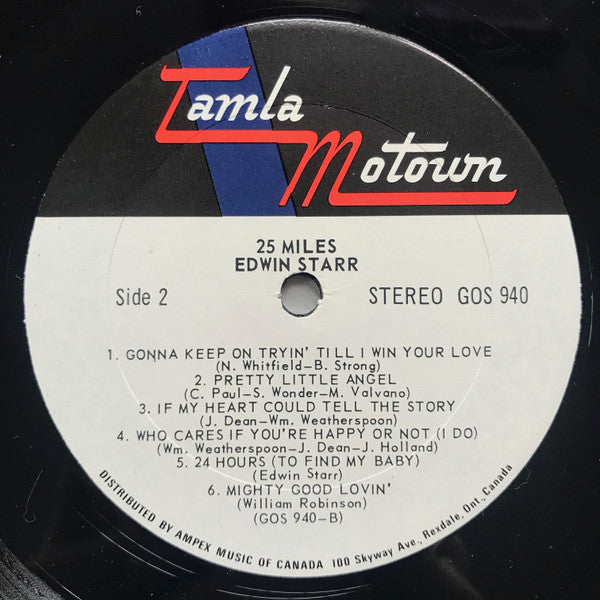 Tamla
Motown
25 MILES
EDWIN STARR
Side 2
STEREO GOS 940
1. GONNA KEEP ON TRYIN' TILL I WIN YOUR LOVE
(N. Whitfield-B. Strong)
2. PRETTY LITTLE ANGEL
(C. Paul-S. Wonder-M. Valvano)
3. IF MY HEART COULD TELL THE STORY
(J. Dean-Wm. Weatherspoon)
4. WHO CARES IF YOU'RE HAPPY OR NOT (I DO)
(Wm. Weatherspoon-J. Dean-J. Holland)
5. 24 HOURS (TO FIND MY BABY)
(Edwin Starr)
6. MIGHTY GOOD LOVIN'
(William Robinson)
(GOS 940-B)
DISTRIBUTED BY AMPEX MUSIC OF CANADA 100 Skyway Ave., Rexdale, Ont., Canada